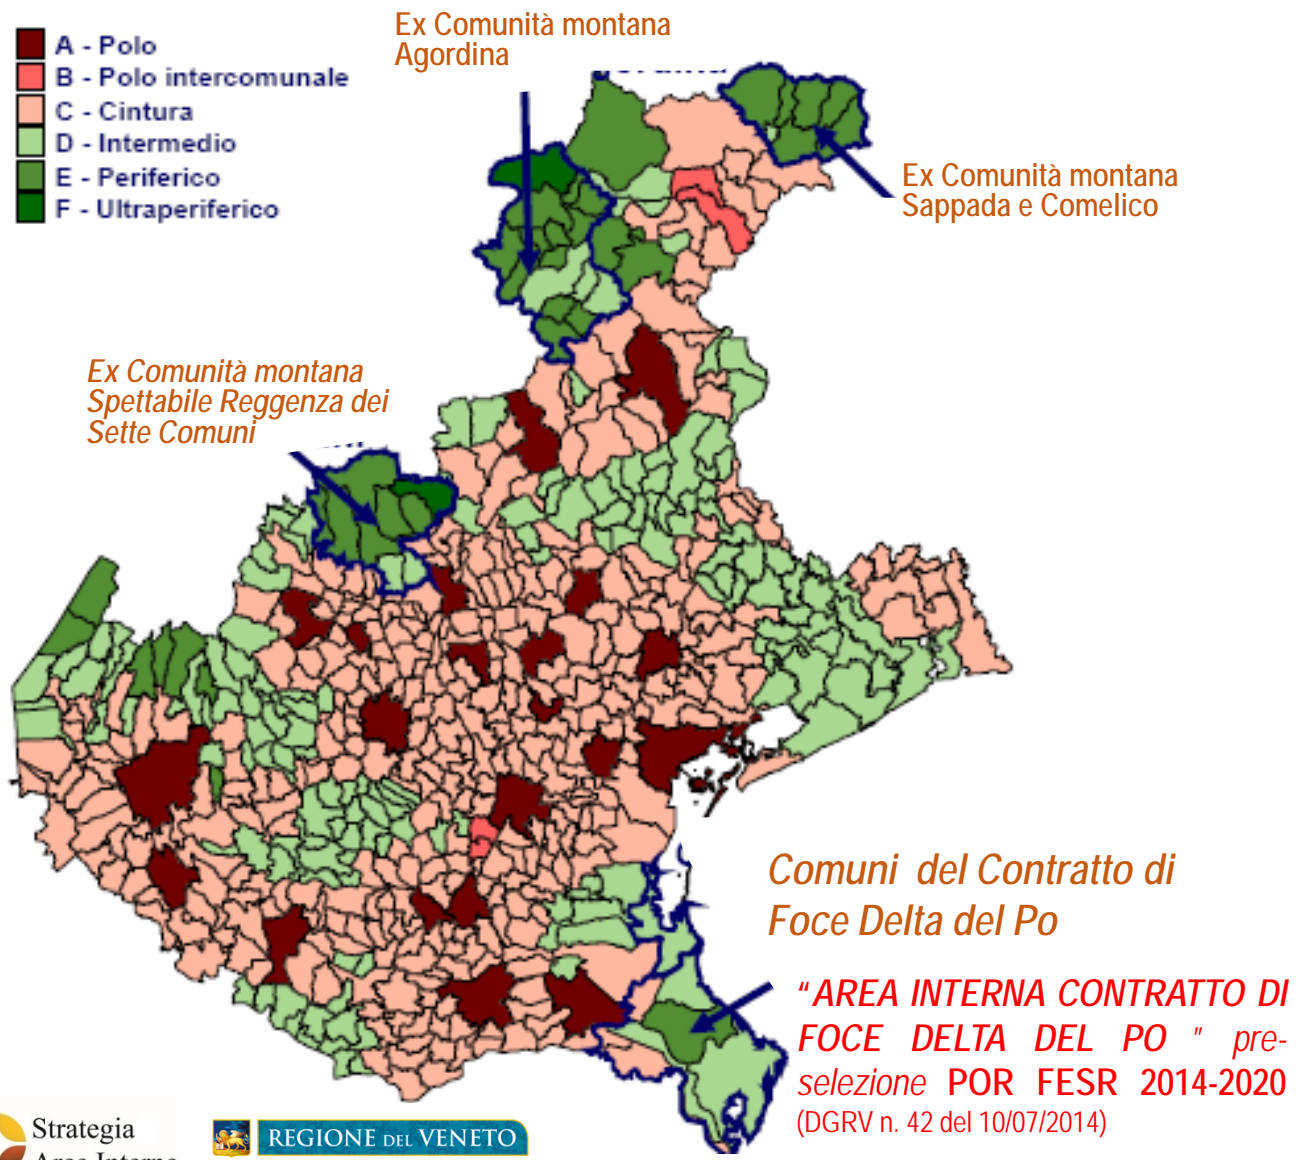 Ex Comunità montana
Agordina
A - Polo
B - Polo intercomunale
C - Cintura
D - Intermedio
E - Periferico
F - Ultraperiferico
Ex Comunità montana
Sappada e Comelico
Ex Comunità montana
Spettabile Reggenza dei
Sette Comuni
Comuni del Contratto di
Foce Delta del Po
“AREA INTERNA CONTRATTO DI
FOCE DELTA DEL PO " pre-
selezione POR FESR 2014-2020
(DGRV n. 42 del 10/07/2014)
Strategia
Aree Interne
REGIONE DEL VENETO